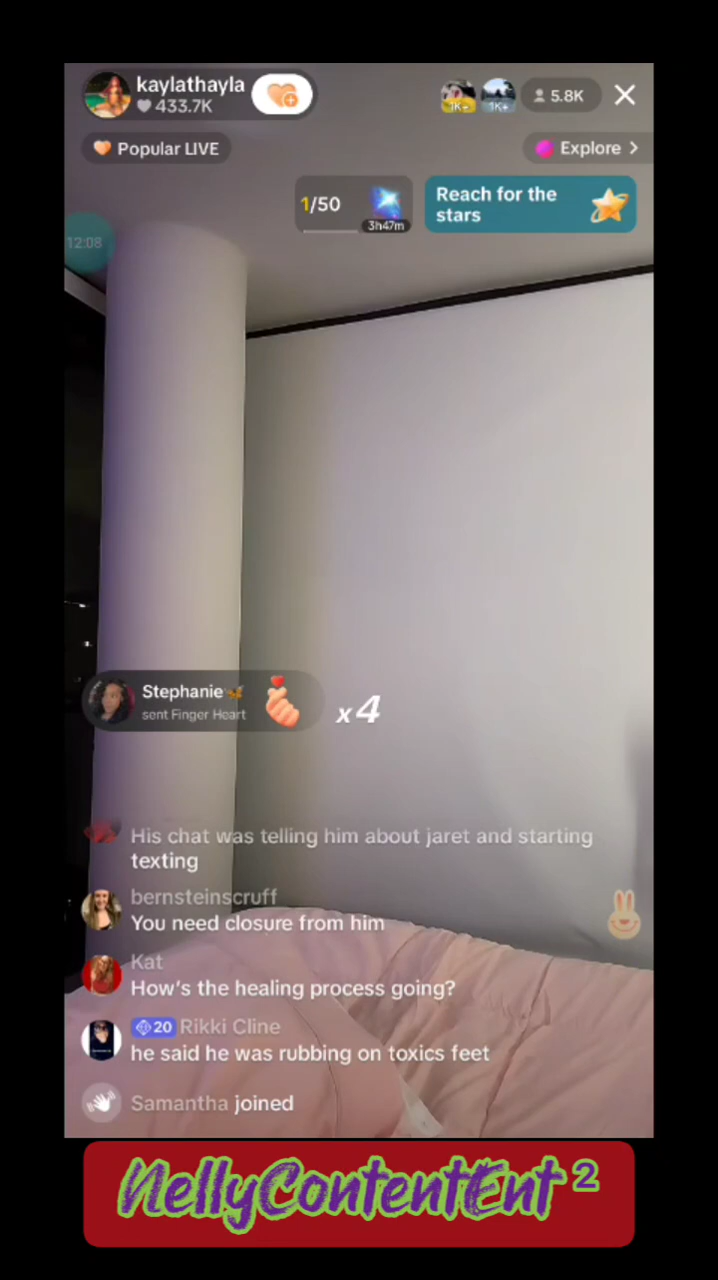 kaylathayla
433.7K
1K+
1K+
5.8K
Popular LIVE
Explore >
1/50
3h47m
Reach for the
stars
12:08
Stephanie
sent Finger Heart
x4
His chat was telling him about jaret and starting
texting
bernsteinscruff
You need closure from him
Kat
How's the healing process going?
20 Rikki Cline
he said he was rubbing on toxics feet
Samantha joined
NellyContentEnt 2